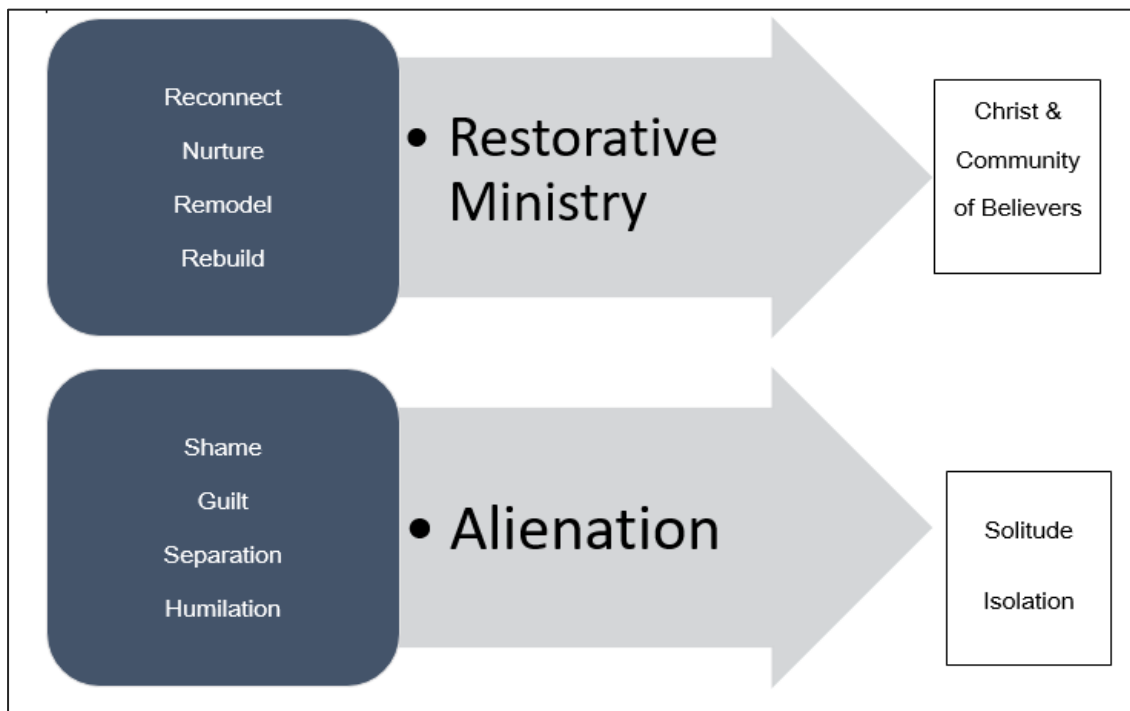 Reconnect
Nurture
Remodel
Rebuild
• Restorative
Ministry
Christ &
Community
of Believers
Shame
Guilt
Separation
Humilation
• Alienation
Solitude
Isolation